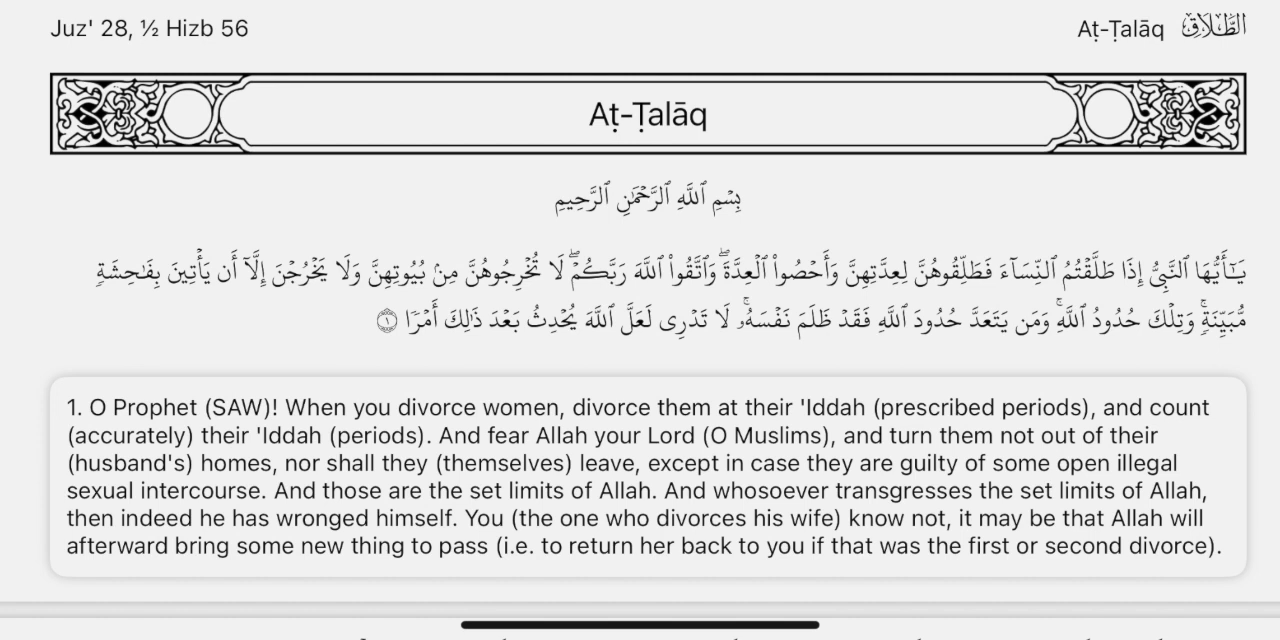 Juz' 28, ½ Hizb 56
Aṭ-Ṭalāq الطَّلَاق
Aṭ-Ṭalāq
بِسْمِ ٱللَّهِ ٱلرَّحْمَٰنِ ٱلرَّحِيمِ
يَٰٓأَيُّهَا ٱلنَّبِىُّ إِذَا طَلَّقْتُمُ ٱلنِّسَآءَ فَطَلِّقُوهُنَّ لِعِدَّتِهِنَّ وَأَحْصُوا۟ ٱلْعِدَّةَ ۖ وَٱتَّقُوا۟ ٱللَّهَ رَبَّكُمْ ۖ لَا تُخْرِجُوهُنَّ مِنۢ بُيُوتِهِنَّ وَلَا يَخْرُجْنَ إِلَّآ أَن يَأْتِينَ بِفَٰحِشَةٍ
مُّبَيِّنَةٍ ۚ وَتِلْكَ حُدُودُ ٱللَّهِ ۚ وَمَن يَتَعَدَّ حُدُودَ ٱللَّهِ فَقَدْ ظَلَمَ نَفْسَهُۥ ۚ لَا تَدْرِى لَعَلَّ ٱللَّهَ يُحْدِثُ بَعْدَ ذَٰلِكَ أَمْرًا ١
1. O Prophet (SAW)! When you divorce women, divorce them at their 'Iddah (prescribed periods), and count
(accurately) their 'Iddah (periods). And fear Allah your Lord (O Muslims), and turn them not out of their
(husband's) homes, nor shall they (themselves) leave, except in case they are guilty of some open illegal
sexual intercourse. And those are the set limits of Allah. And whosoever transgresses the set limits of Allah,
then indeed he has wronged himself. You (the one who divorces his wife) know not, it may be that Allah will
afterward bring some new thing to pass (i.e. to return her back to you if that was the first or second divorce).